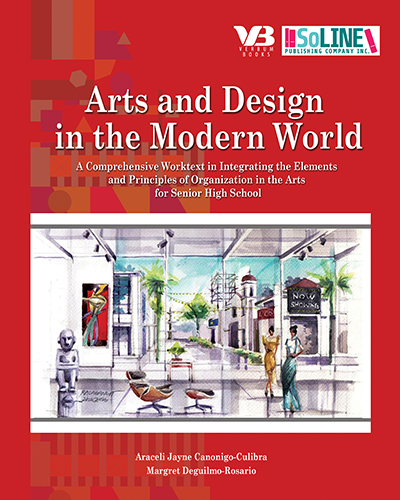 VB
VERBUM
BOOKS
SoLINE
PUBLISHING COMPANY INC.
Arts and Design
in the Modern World
A Comprehensive Worktext in Integrating the Elements
and Principles of Organization in the Arts
for Senior High School
NOW
SHOWING
Araceli Jayne Canonigo-Culibra
Margret Deguilmo-Rosario